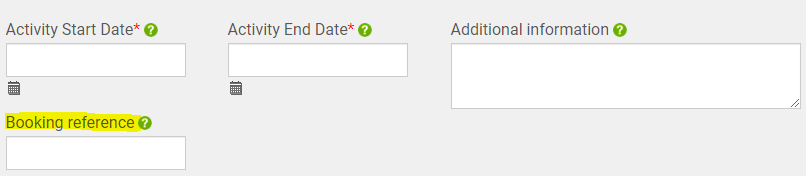 Activity Start Date* ?
Activity End Date* ?
Additional information ?
Booking reference ?